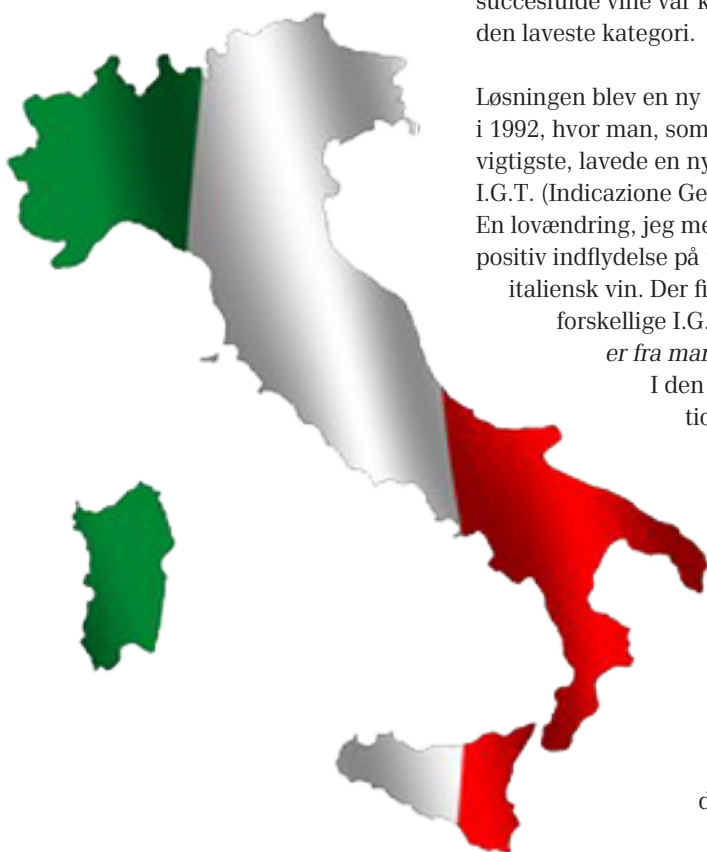 succesfulde vine var k
den laveste kategori.
Løsningen blev en ny
i 1992, hvor man, som
vigtigste, lavede en ny
I.G.T. (Indicazione Ge
En lovændring, jeg me
positiv indflydelse på
italiensk vin. Der fi
forskellige I.G.
er fra mar
I den
tio
d